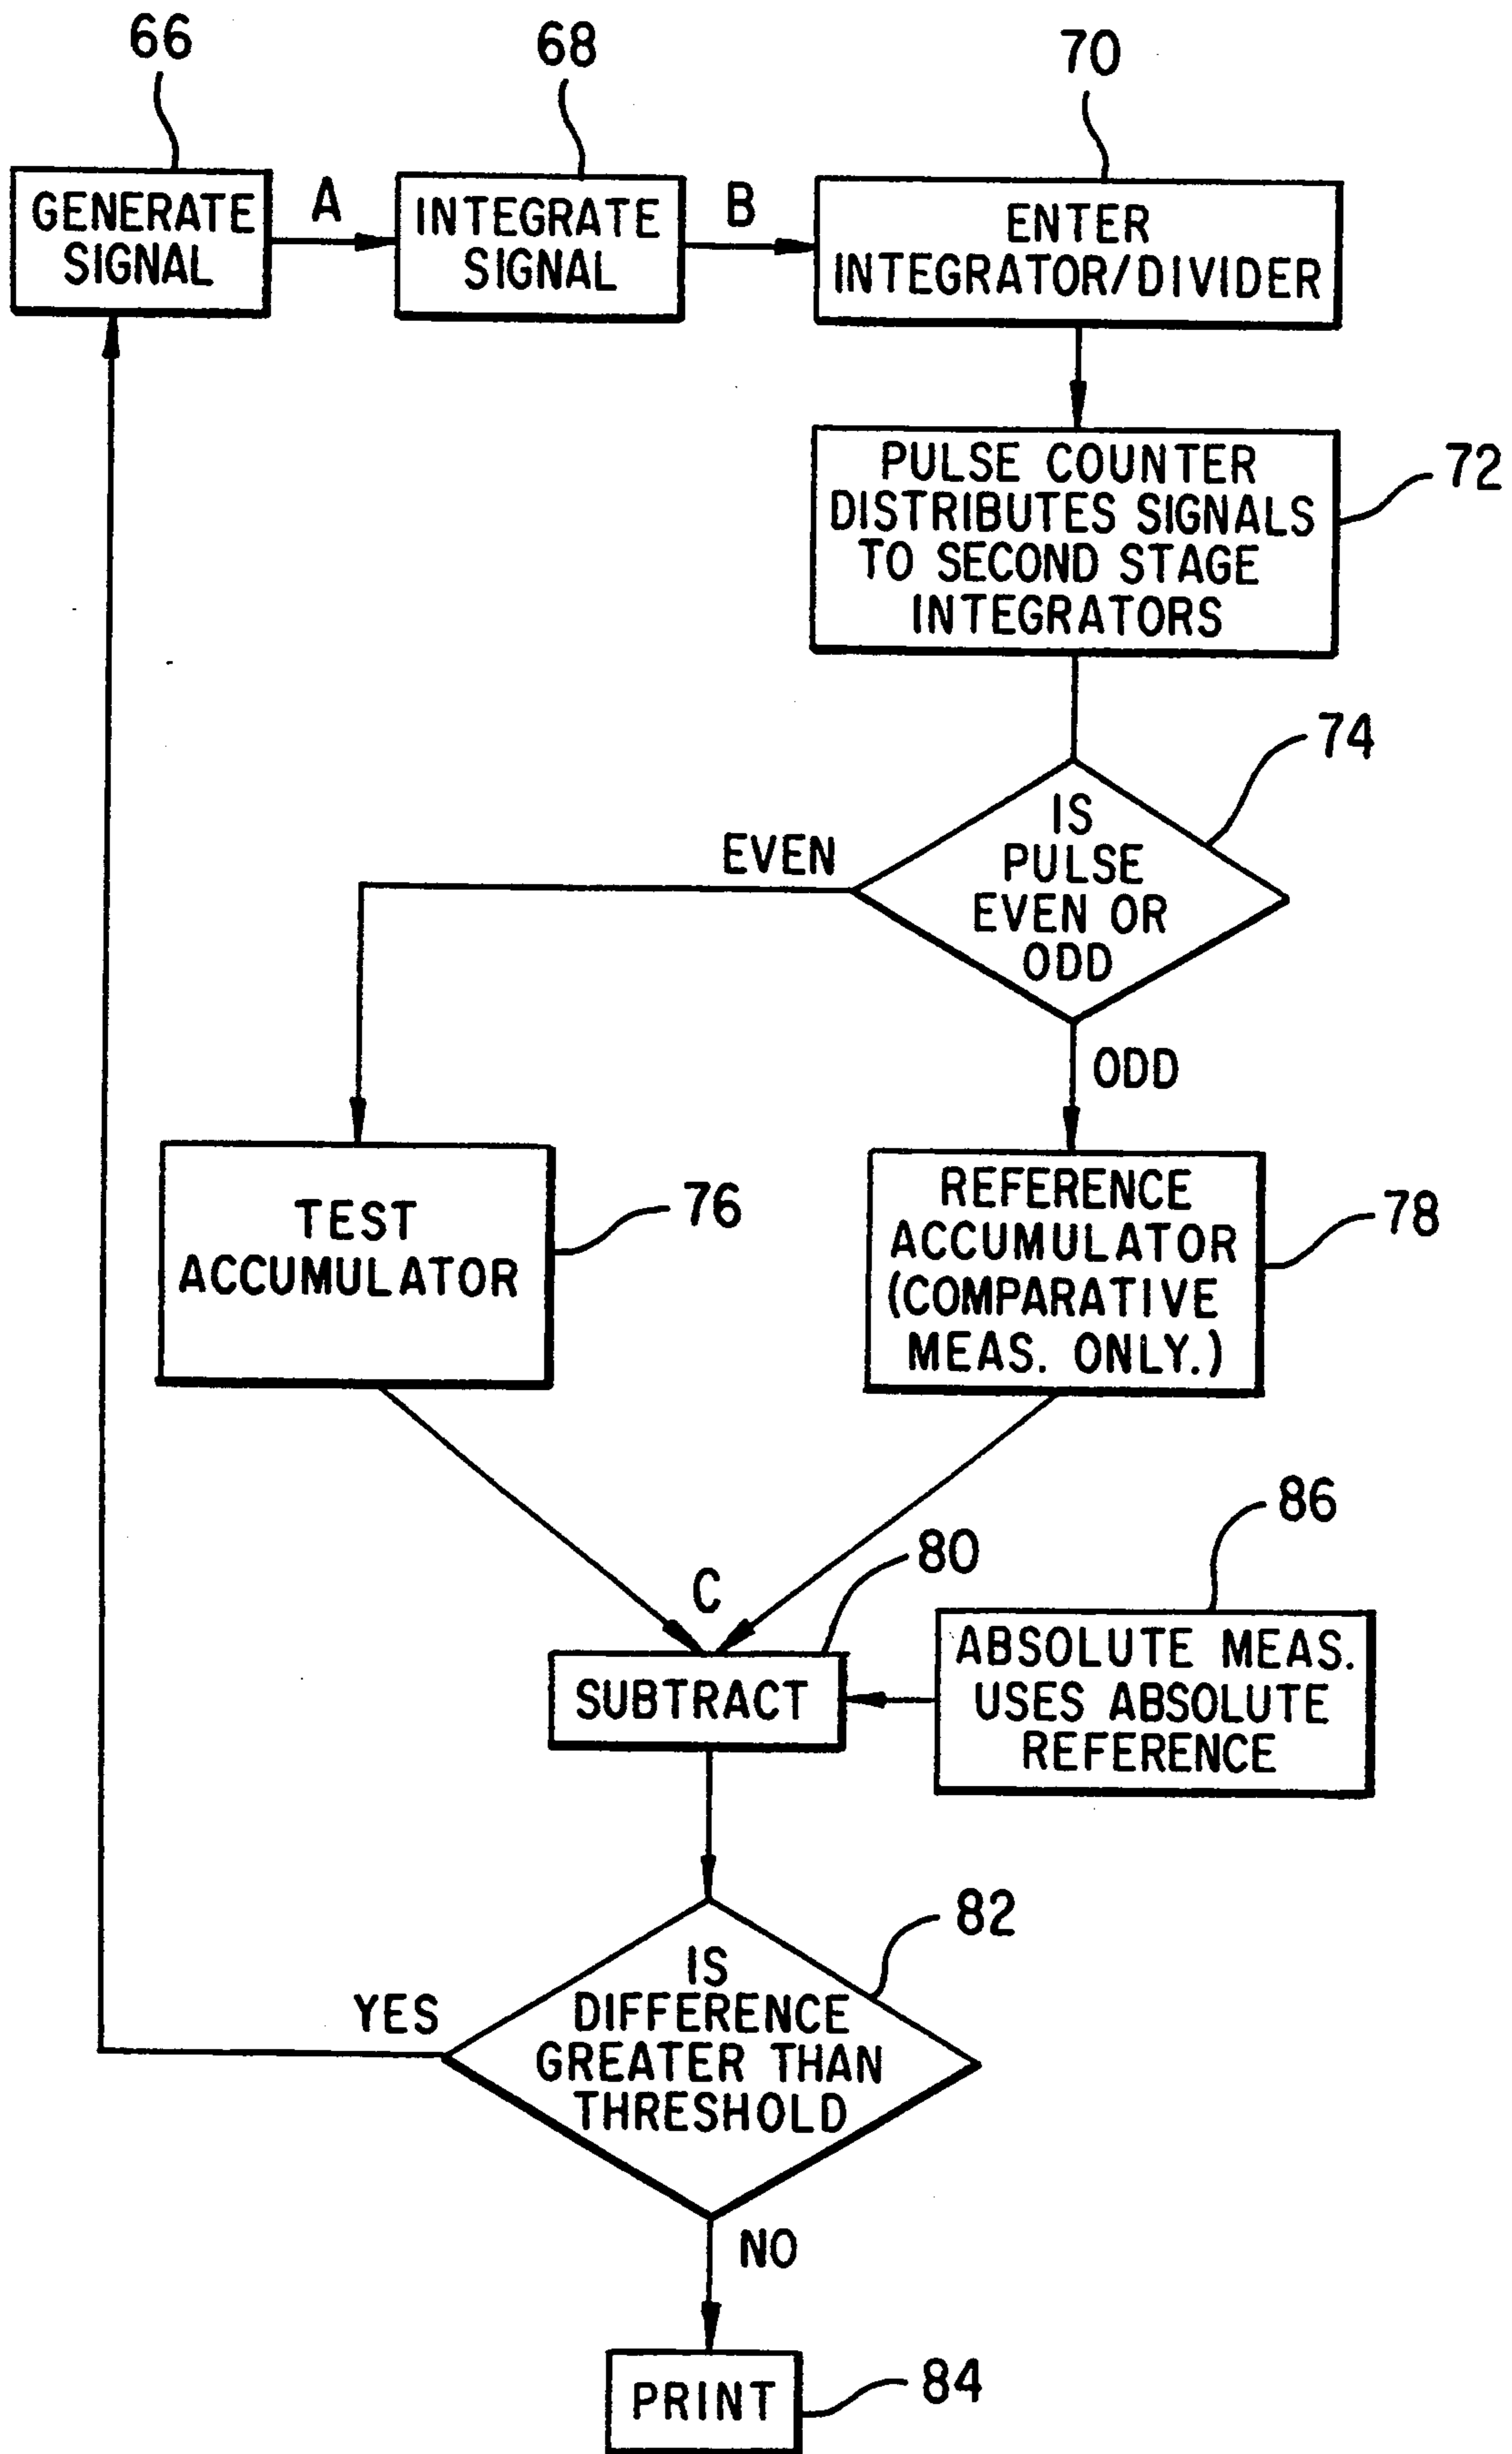 66
68
70
GENERATE
SIGNAL
A
INTEGRATE
SIGNAL
B
ENTER
INTEGRATOR/DIVIDER
PULSE COUNTER
DISTRIBUTES SIGNALS
TO SECOND STAGE
INTEGRATORS
72
74
IS
PULSE
EVEN OR
ODD
EVEN
ODD
TEST
ACCUMULATOR
76
REFERENCE
ACCUMULATOR
(COMPARATIVE
MEAS. ONLY.)
78
C
80
86
SUBTRACT
ABSOLUTE MEAS.
USES ABSOLUTE
REFERENCE
82
IS
DIFFERENCE
GREATER THAN
THRESHOLD
YES
NO
PRINT
84